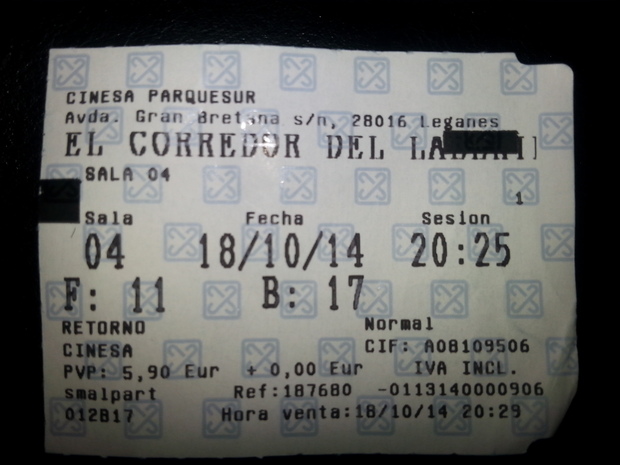 CINESA PARQUESUR
Avda. Gran Bretana s/n, 28016 Leganes
EL CORREDOR DEL
SALA 04
1
Sala Fecha Sesion
04 18/10/14 20:25
F: 11 B: 17
RETORNO Normal
CINESA CIF: A08109506
PVP: 5,90 Eur + 0,00 Eur IVA INCL.
smalpart Ref:187680 -0113140000906
012B17 Hora venta:18/10/14 20:29